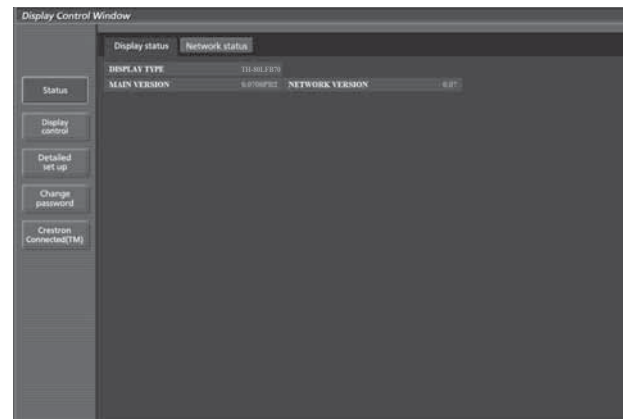 Display Control Window
Display status Network status
DISPLAY TYPE
MAIN VERSION NETWORK VERSION
Status
Display
control
Detailed
set up
Change
password
Crestron
Connected(TM)